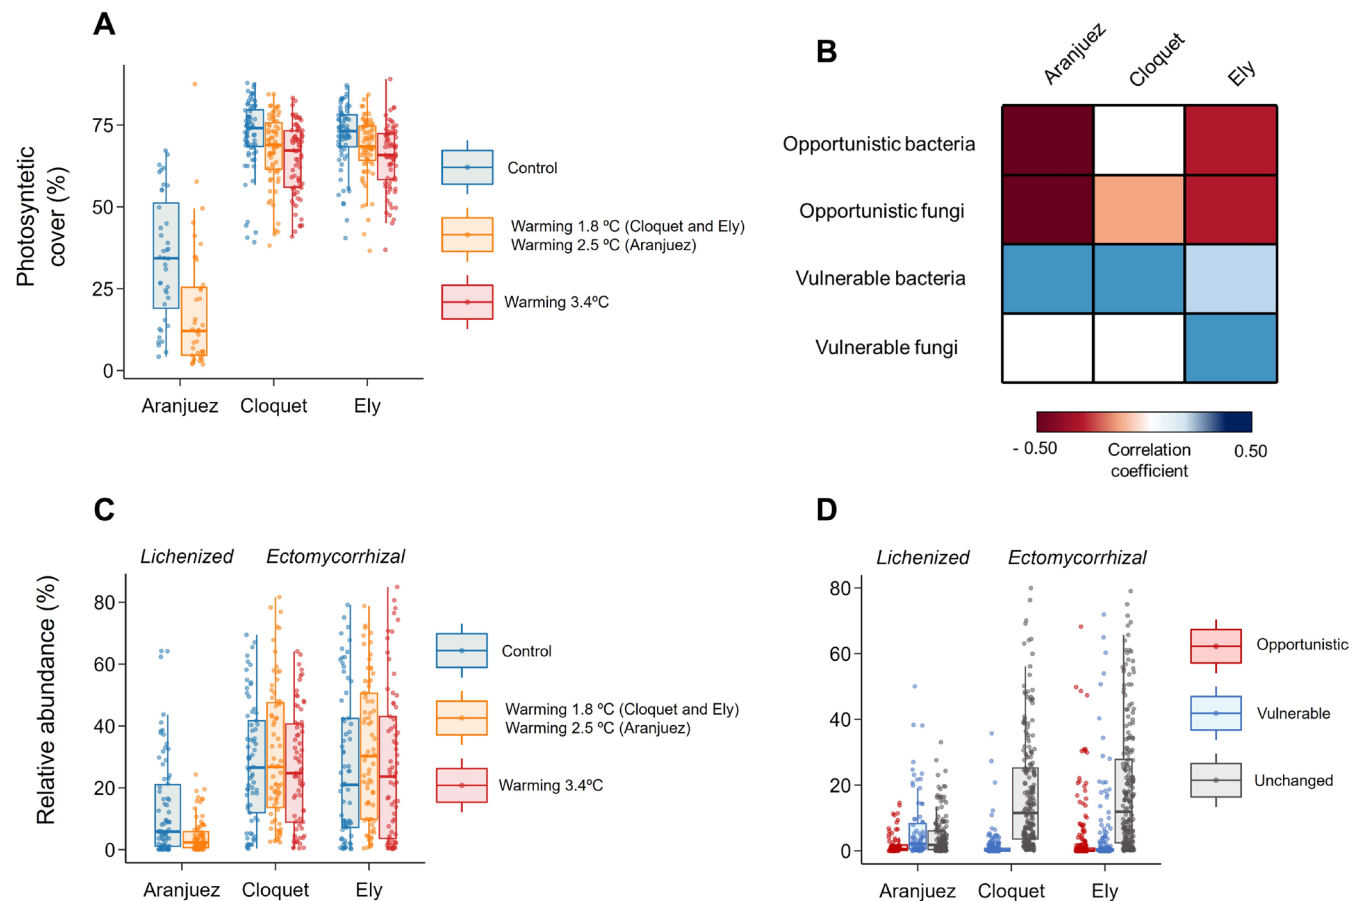 A
Photosyntetic
cover (%)
75
50
25
0
Aranjuez
Cloquet
Ely
Control
Warming 1.8 ºC (Cloquet and Ely)
Warming 2.5 ºC (Aranjuez)
Warming 3.4ºC
B
Aranjuez
Cloquet
Ely
Opportunistic bacteria
Opportunistic fungi
Vulnerable bacteria
Vulnerable fungi
- 0.50
Correlation
coefficient
0.50
C
Lichenized
Ectomycorrhizal
Relative abundance (%)
80
60
40
20
0
Aranjuez
Cloquet
Ely
Control
Warming 1.8 ºC (Cloquet and Ely)
Warming 2.5 ºC (Aranjuez)
Warming 3.4ºC
D
Lichenized
Ectomycorrhizal
80
60
40
20
0
Aranjuez
Cloquet
Ely
Opportunistic
Vulnerable
Unchanged